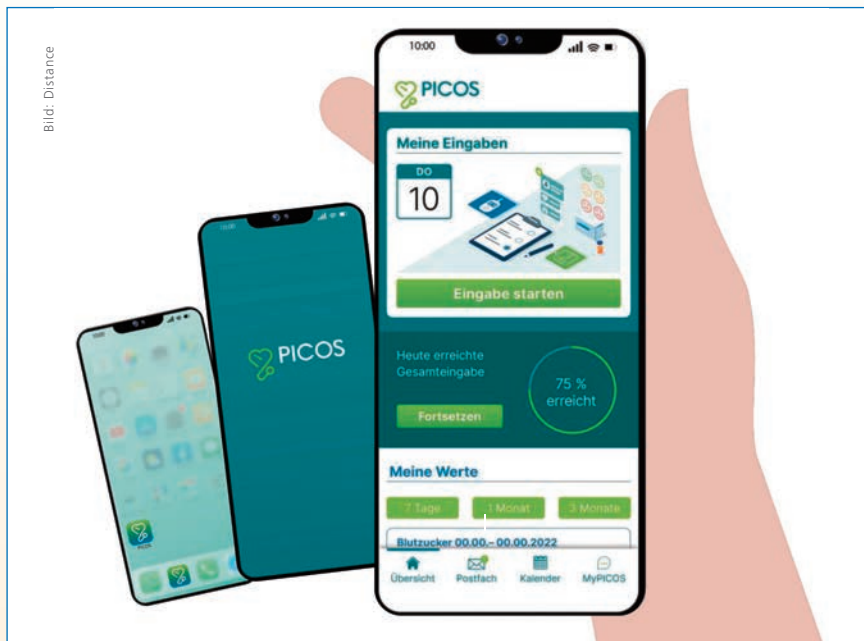 Bild: Distance
10:00
PICOS
Meine Eingaben
DO
10
Eingabe starten
Heute erreichte
Gesamteingabe
75 %
erreicht
Fortsetzen
Meine Werte
7 Tage
1 Monat
3 Monate
Blutzucker 00.00.– 00.00.2022
Übersicht
Postfach
Kalender
MyPICOS
10:00
PICOS
10:00
PICOS